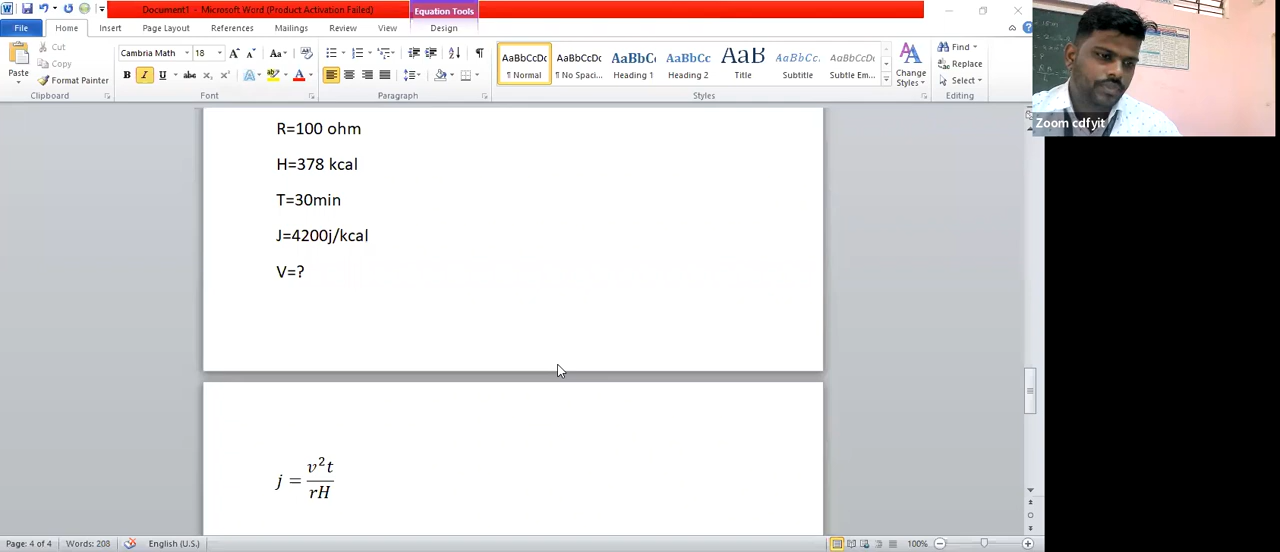 Document1 - Microsoft Word (Product Activation Failed)
Equation Tools
File
Home
Insert
Page Layout
References
Mailings
Review
View
Design
Paste
Cut
Copy
Format Painter
Clipboard
Cambria Math
18
Font
Paragraph
AaBbCcDc
¶ Normal
AaBbCcDc
¶ No Spaci...
AaBbCc
Heading 1
AaBbCc
Heading 2
AaB
Title
AaBbCc.
Subtitle
AaBbCcDc
Subtle Em...
Styles
Change
Styles
Find
Replace
Select
Editing
Zoom cdfyit
R=100 ohm
H=378 kcal
T=30min
J=4200j/kcal
V=?
j = v²t
rH
Page: 4 of 4
Words: 208
English (U.S.)
100%